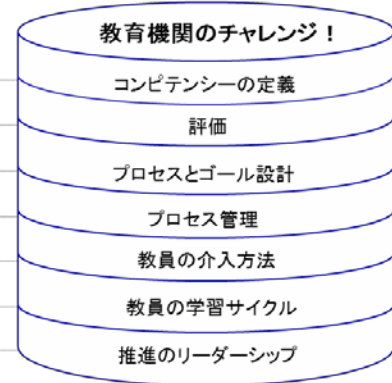 教育機関のチャレンジ！
コンピテンシーの定義
評価
プロセスとゴール設計
プロセス管理
教員の介入方法
教員の学習サイクル
推進のリーダーシップ